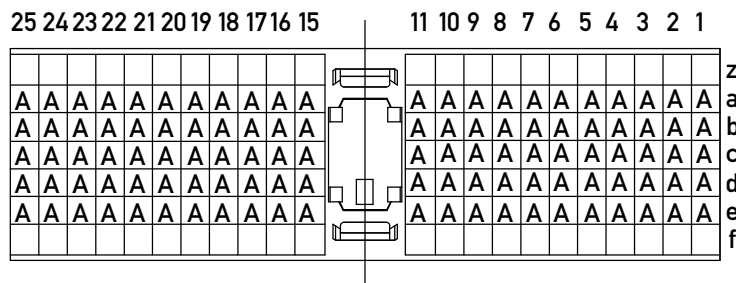 25 24 23 22 21 20 19 18 17 16 15 11 10 9 8 7 6 5 4 3 2 1
z
A A A A A A A A A A A A A A A A A A A A A A a
A A A A A A A A A A A A A A A A A A A A A A b
A A A A A A A A A A A A A A A A A A A A A A c
A A A A A A A A A A A A A A A A A A A A A A d
A A A A A A A A A A A A A A A A A A A A A A e
f